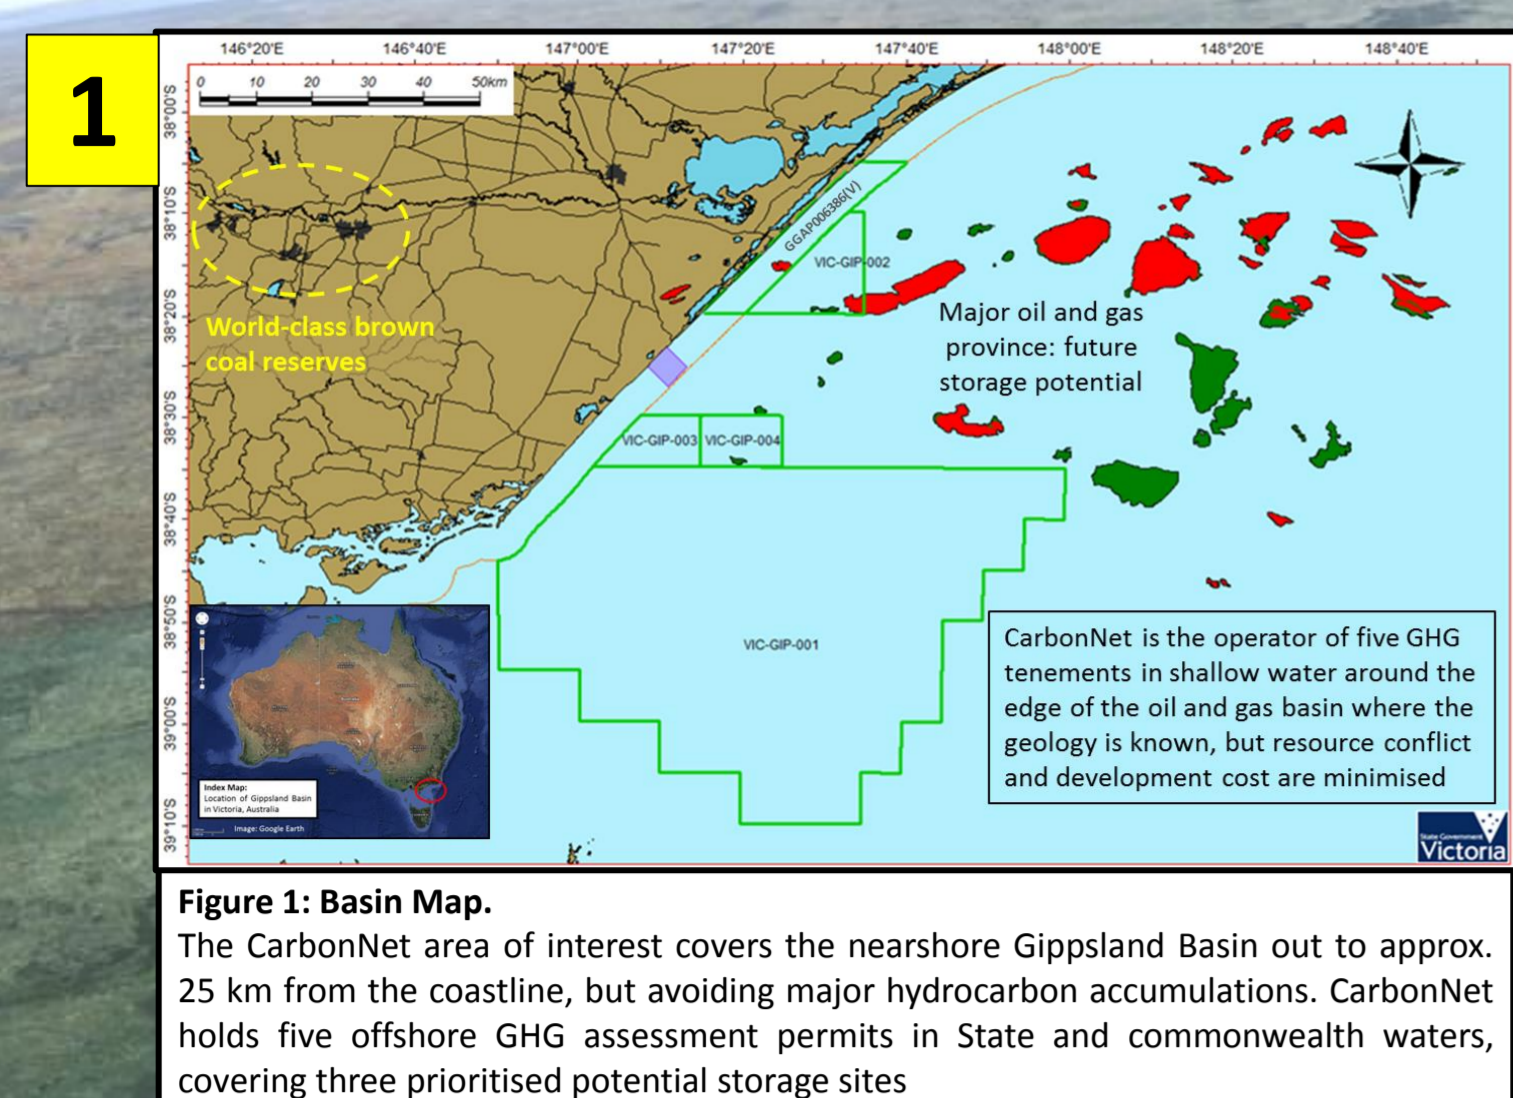 1
146°20'E 146°40'E 147°00'E 147°20'E 147°40'E 148°00'E 148°20'E 148°40'E
0 10 20 30 40 50km
38°00'S
38°10'S
38°20'S
38°30'S
38°40'S
38°50'S
39°00'S
39°10'S
GGAP006386(V)
VIC-GIP-002
World-class brown
coal reserves
Major oil and gas
province: future
storage potential
VIC-GIP-003 VIC-GIP-004
VIC-GIP-001
CarbonNet is the operator of five GHG
tenements in shallow water around the
edge of the oil and gas basin where the
geology is known, but resource conflict
and development cost are minimised
Index Map:
Location of Gippsland Basin
in Victoria, Australia
Image: Google Earth
State Government
Victoria
Figure 1: Basin Map.
The CarbonNet area of interest covers the nearshore Gippsland Basin out to approx.
25 km from the coastline, but avoiding major hydrocarbon accumulations. CarbonNet
holds five offshore GHG assessment permits in State and commonwealth waters,
covering three prioritised potential storage sites